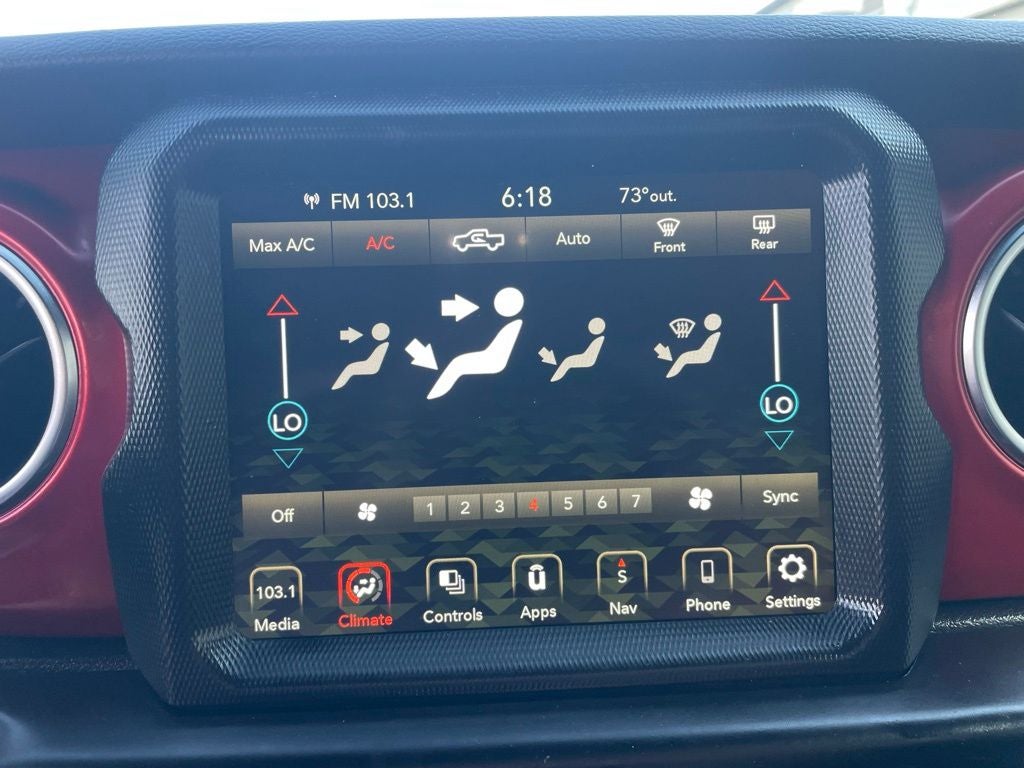 FM 103.1 6:18 73°out.
Max A/C A/C Auto Front Rear
LO LO
Off 1 2 3 4 5 6 7 Sync
103.1 S
Media Climate Controls Apps Nav Phone Settings